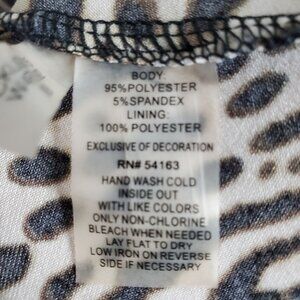 BODY:
95%POLYESTER
5%SPANDEX
LINING:
100% POLYESTER
EXCLUSIVE OF DECORATION
RN# 54163
HAND WASH COLD
INSIDE OUT
WITH LIKE COLORS
ONLY NON-CHLORINE
BLEACH WHEN NEEDED
LAY FLAT TO DRY
LOW IRON ON REVERSE
SIDE IF NECESSARY